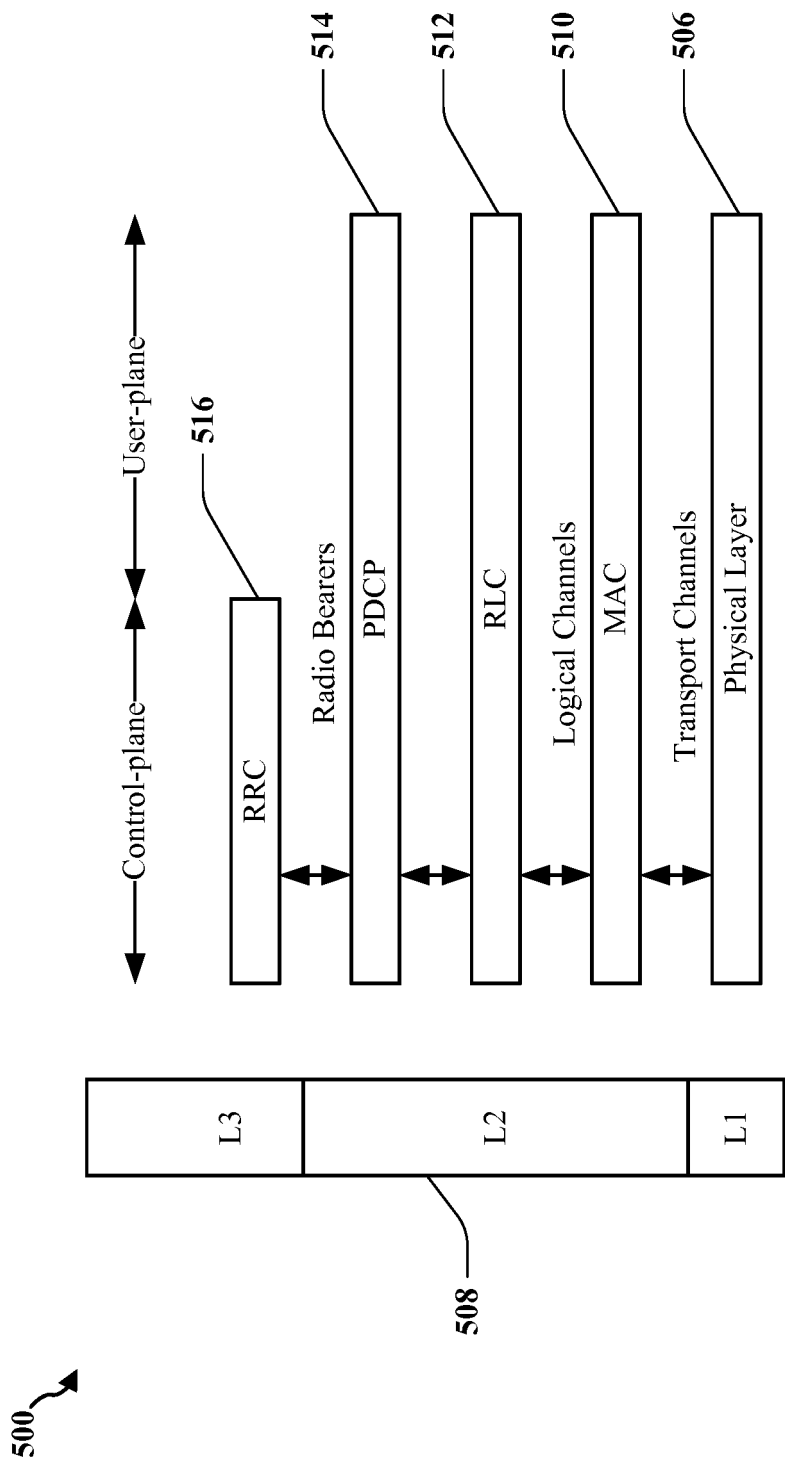 500
Control-plane
User-plane
516
RRC
Radio Bearers
514
PDCP
512
RLC
Logical Channels
510
MAC
Transport Channels
506
Physical Layer
L3
L2
L1
508